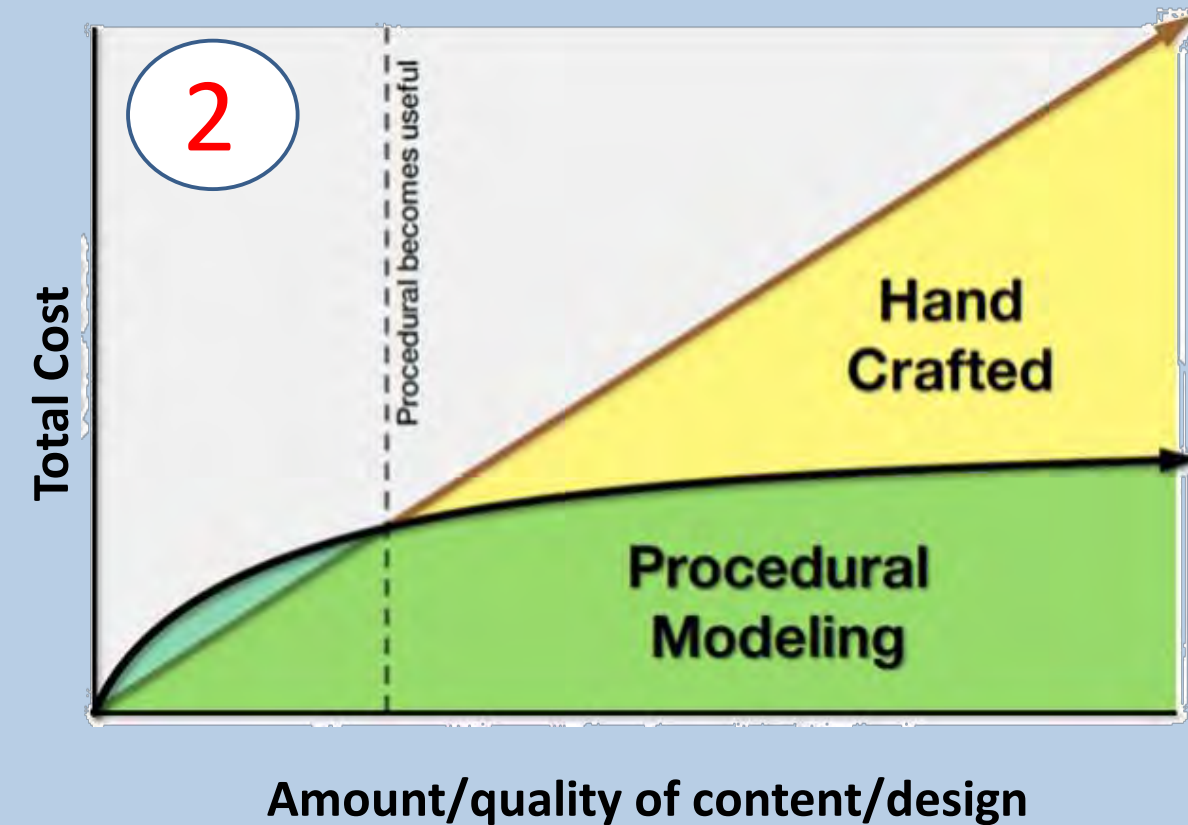 2
Procedural becomes useful
Total Cost
Hand
Crafted
Procedural
Modeling
Amount/quality of content/design